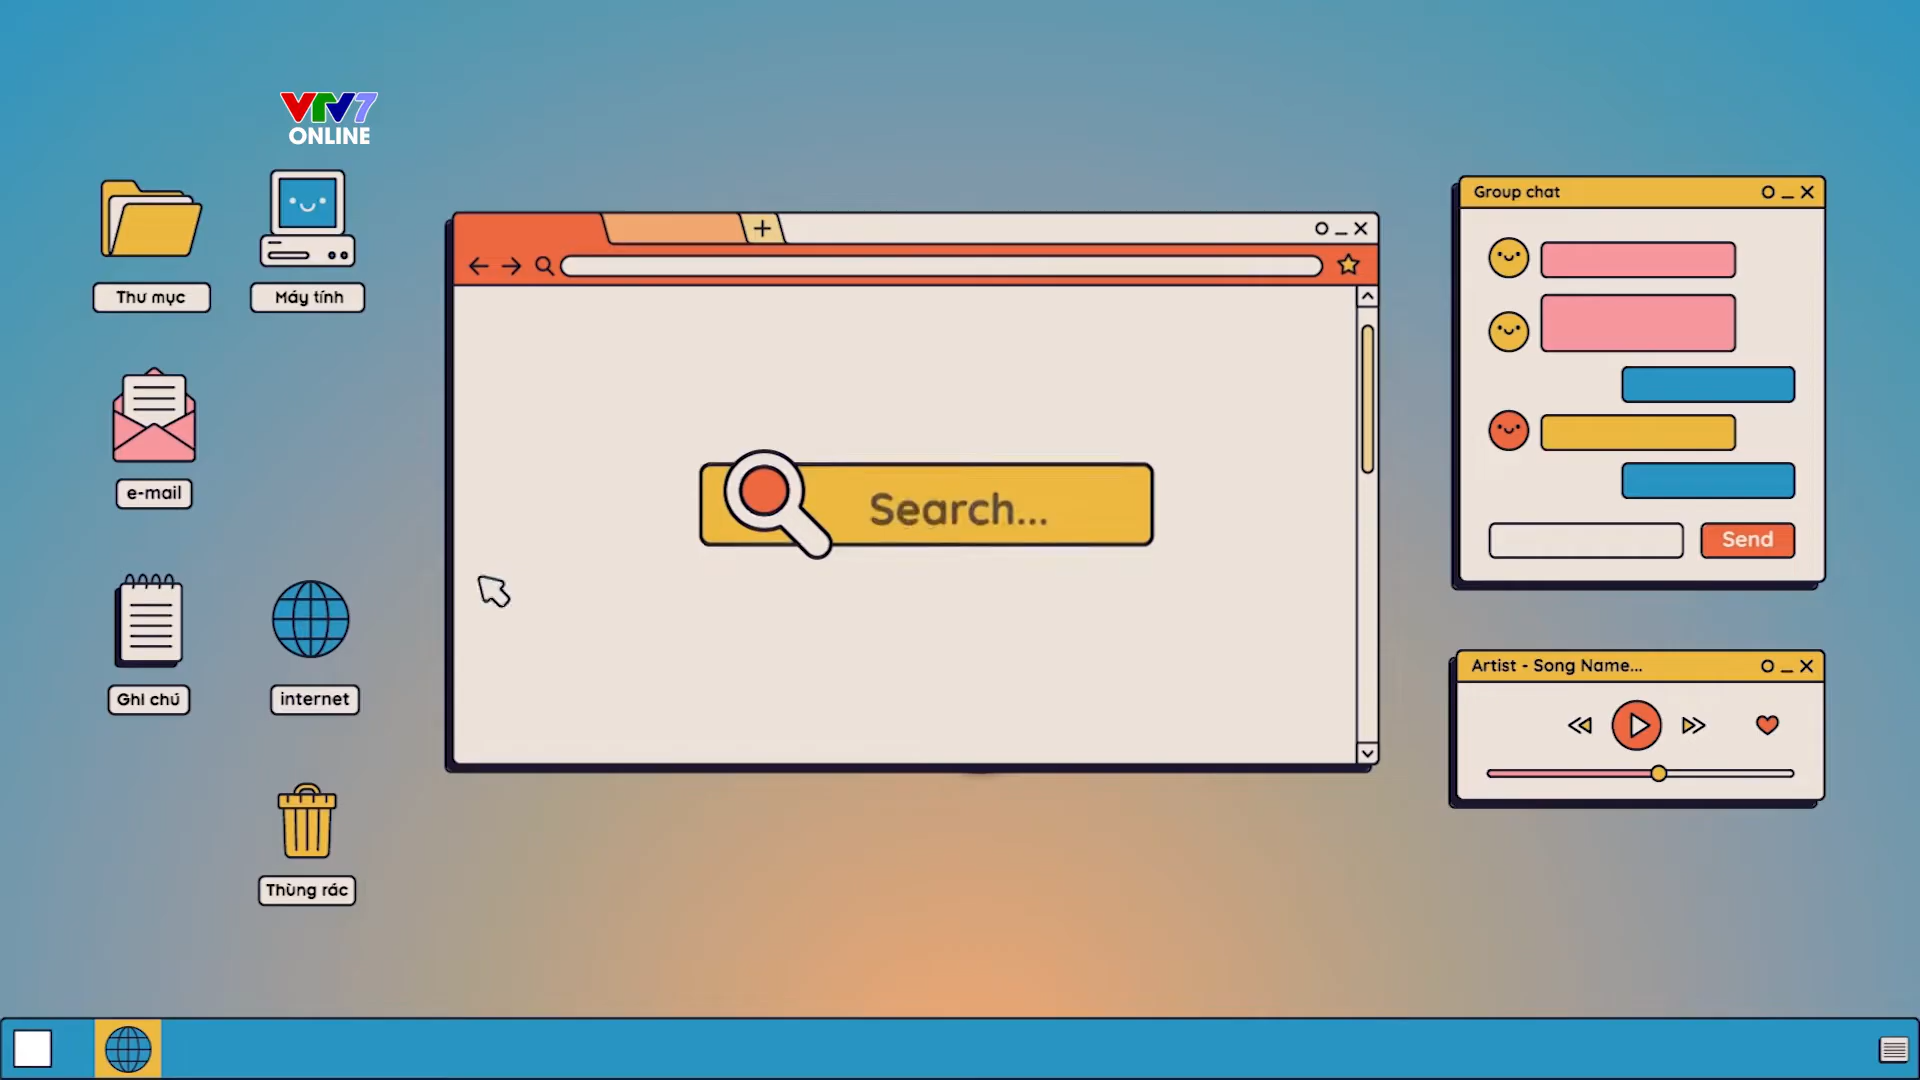 VTV7
ONLINE
Thư mục
Máy tính
e-mail
Ghi chú
internet
Thùng rác
Search...
Group chat
Send
Artist - Song Name...